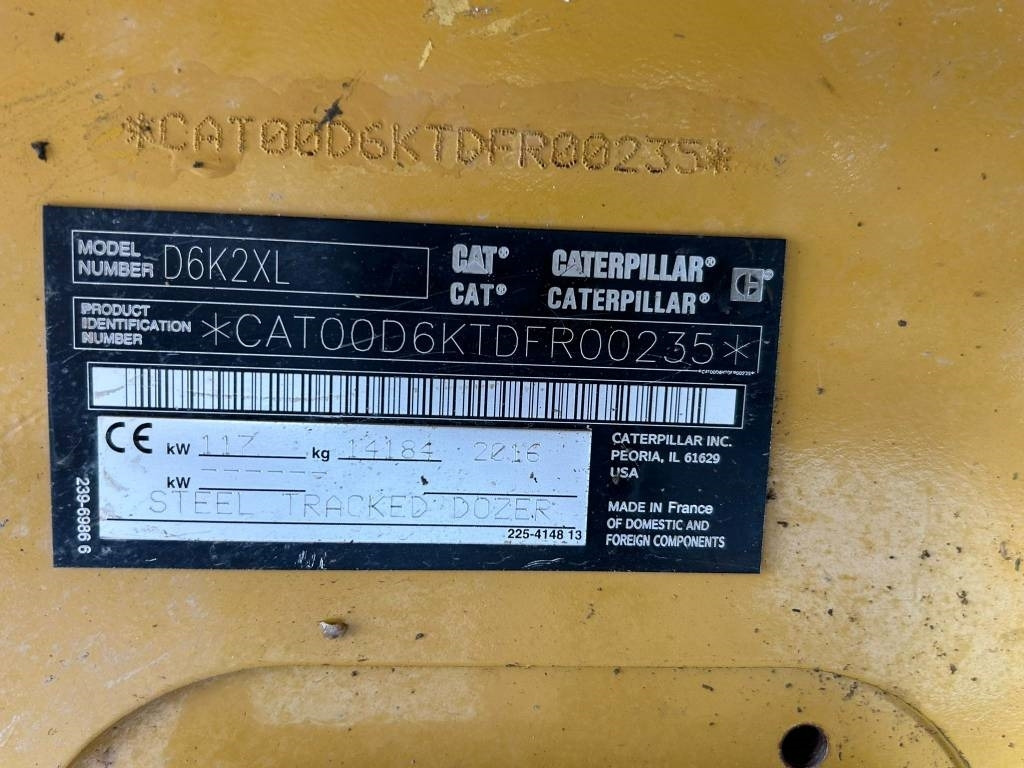 *CAT00D6KTDFR00235*
MODEL NUMBER D6K2XL
CAT® CATERPILLAR®
CAT® CATERPILLAR®
PRODUCT IDENTIFICATION NUMBER *CAT00D6KTDFR00235*
*CAT00D6KTDFR00235*
CE kW 117 kg 14184 2016
kW ------
STEEL TRACKED DOZER
225-4148 13
239-6986 6
CATERPILLAR INC.
PEORIA, IL 61629
USA
MADE IN France
OF DOMESTIC AND
FOREIGN COMPONENTS